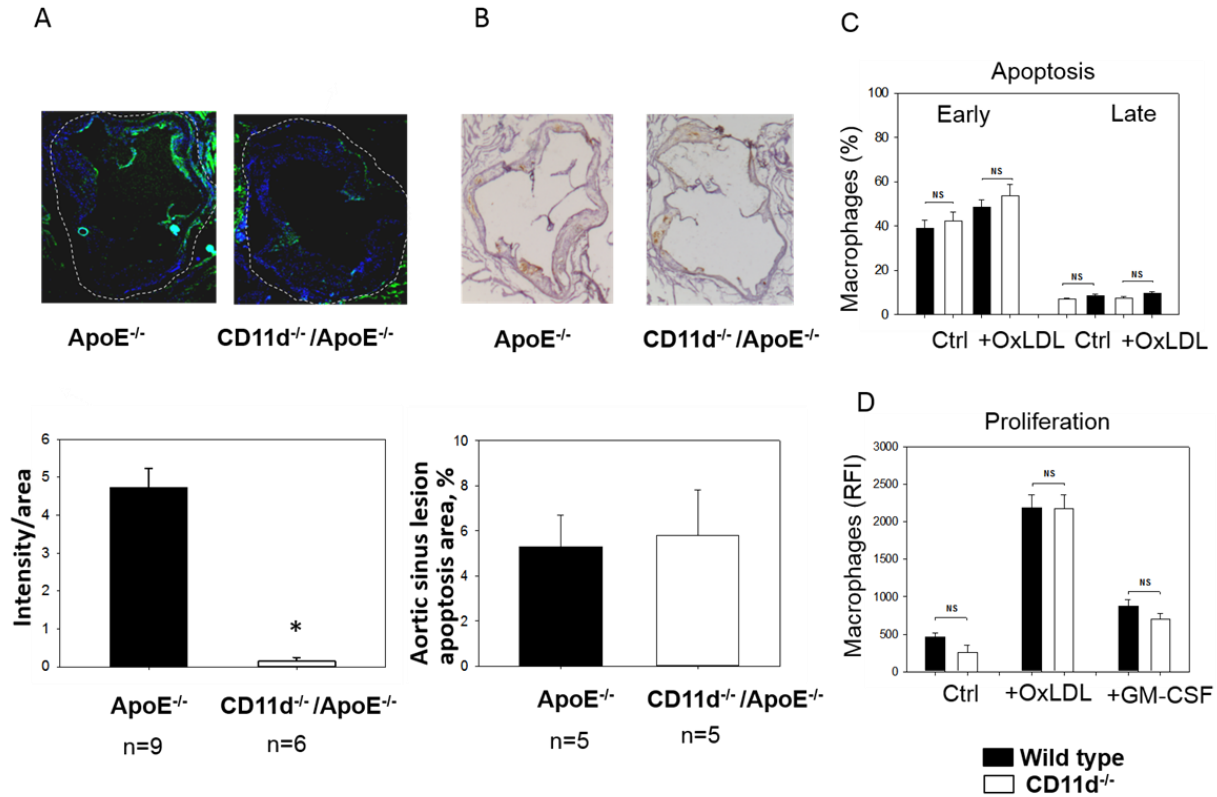 A
ApoE-/-
CD11d-/- /ApoE-/-
Intensity/area
6
5
4
3
2
1
0
*
ApoE-/-
CD11d-/- /ApoE-/-
n=9
n=6
B
ApoE-/-
CD11d-/- /ApoE-/-
Aortic sinus lesion
apoptosis area, %
10
8
6
4
2
0
ApoE-/-
CD11d-/- /ApoE-/-
n=5
n=5
C
Apoptosis
Macrophages (%)
100
80
60
40
20
0
Early
Late
NS
NS
NS
NS
Ctrl +OxLDL Ctrl +OxLDL
D
Proliferation
Macrophages (RFI)
3000
2500
2000
1500
1000
500
0
NS
NS
NS
Ctrl +OxLDL +GM-CSF
Wild type
CD11d-/-